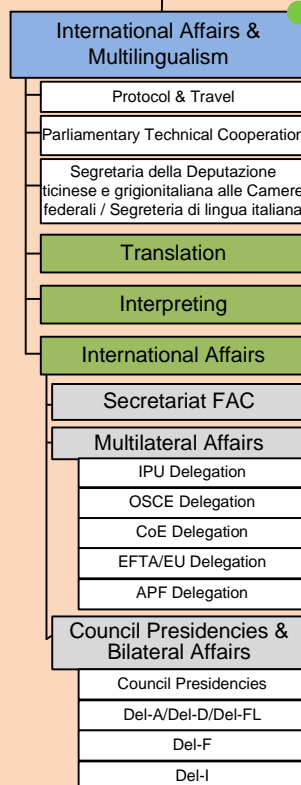 International Affairs &
Multilingualism
Protocol & Travel
Parliamentary Technical Cooperation
Segretaria della Deputazione
ticinese e grigionitaliana alle Camere
federali / Segreteria di lingua italiana
Translation
Interpreting
International Affairs
Secretariat FAC
Multilateral Affairs
IPU Delegation
OSCE Delegation
CoE Delegation
EFTA/EU Delegation
APF Delegation
Council Presidencies &
Bilateral Affairs
Council Presidencies
Del-A/Del-D/Del-FL
Del-F
Del-I